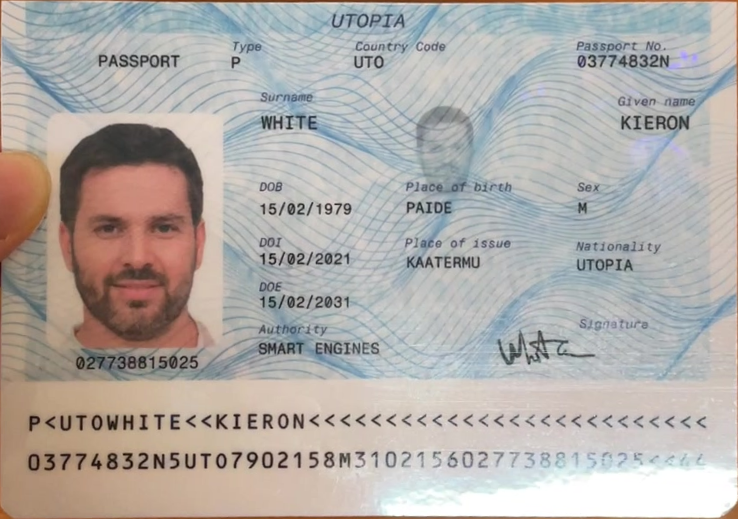 UTOPIA
PASSPORT
Type
P
Country Code
UTO
Passport No.
03774832N
Surname
WHITE
Given name
KIERON
DOB
15/02/1979
Place of birth
PAIDE
Sex
M
DOI
15/02/2021
Place of issue
KAATERMU
Nationality
UTOPIA
DOE
15/02/2031
Authority
SMART ENGINES
Signature
027738815025
P<UTOWHITE<<KIERON<<<<<<<<<<<<<<<<<<<<<<<<<<
03774832N5UTO7902158M3102156027738815025<<44